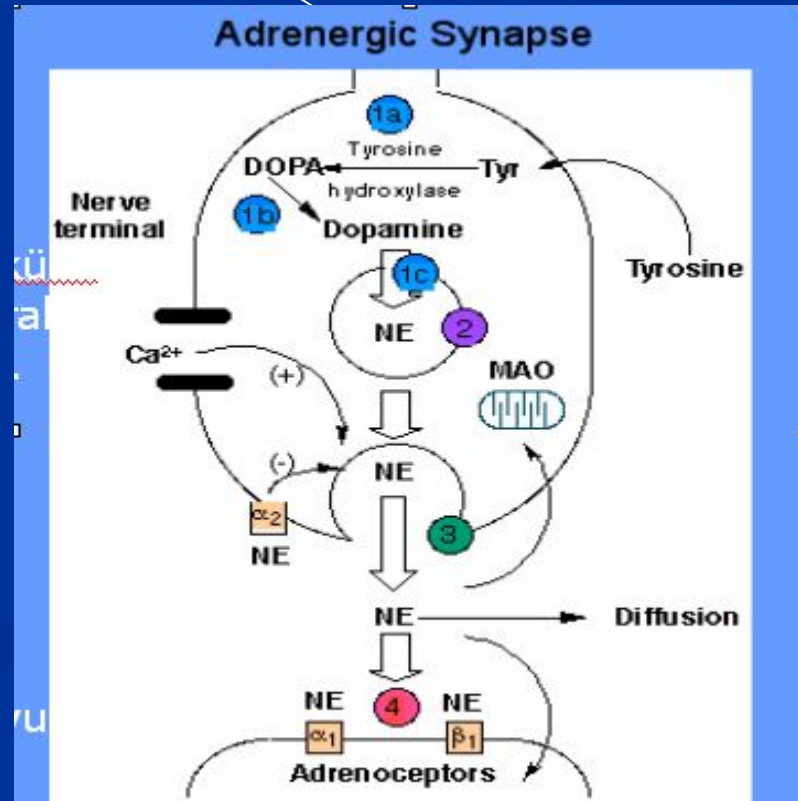 Adrenergic Synapse
1a
Tyrosine
DOPA Tyr
hydroxylase
1b
Nerve
terminal
Dopamine
Tyrosine
kü
1c
NE
2
Ca²⁺
(+)
MAO
(-)
NE
α₂
3
NE
NE
Diffusion
NE 4 NE
α₁ β₁
Adrenoceptors